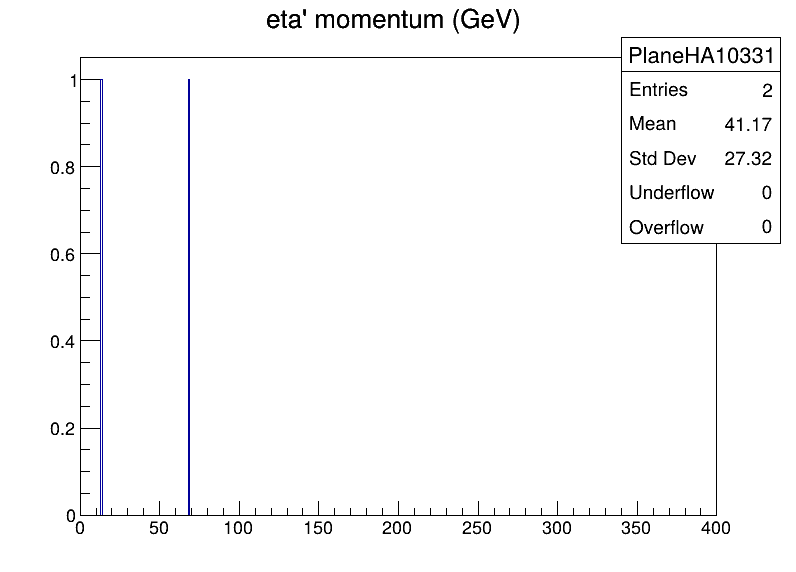 eta' momentum (GeV)
PlaneHA10331
Entries 2
Mean 41.17
Std Dev 27.32
Underflow 0
Overflow 0
1
0.8
0.6
0.4
0.2
0
0 50 100 150 200 250 300 350 400